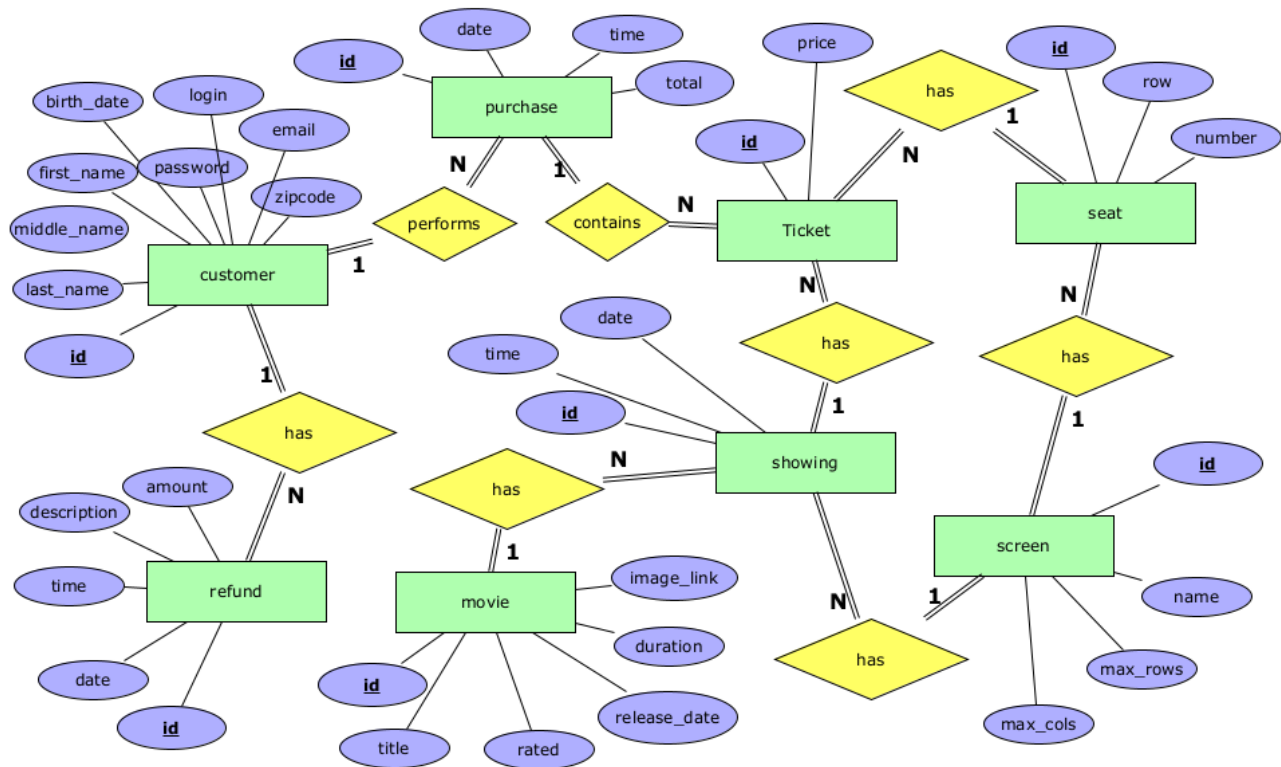 date
time
price
id
id
total
has
row
birth_date
login
purchase
email
id
1
number
first_name
password
N
1
N
zipcode
N
seat
middle_name
performs
contains
Ticket
1
customer
last_name
N
N
date
id
time
has
has
1
id
1
1
has
N
showing
id
has
amount
N
description
1
screen
time
refund
movie
image_link
name
N
1
duration
date
id
has
max_rows
id
title
rated
release_date
max_cols